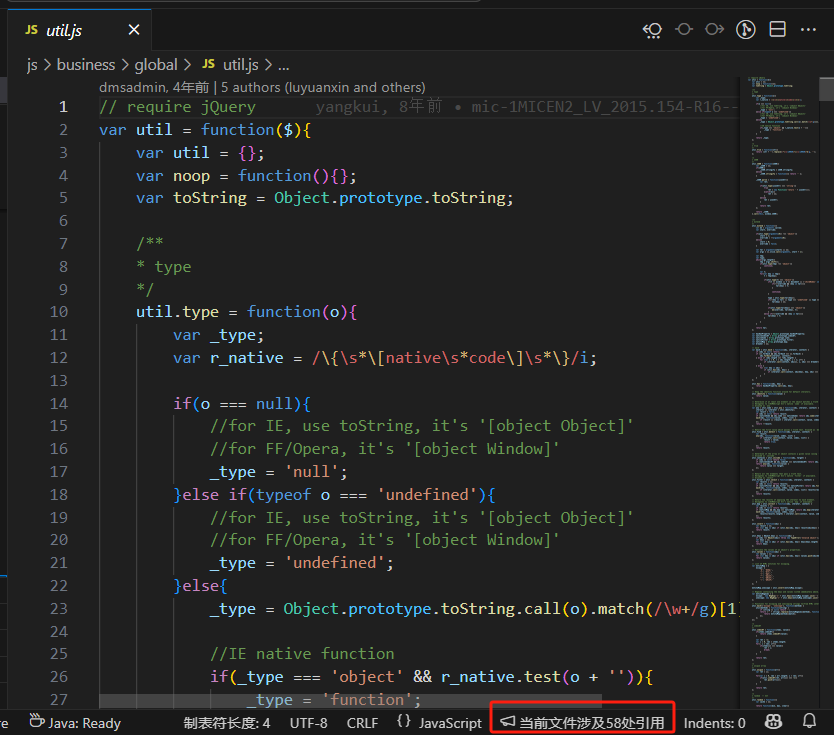 JS util.js
js > business > global > JS util.js > ...
dmsadmin, 4年前 | 5 authors (luyuanxin and others)
1 // require jQuery yangkui, 8年前 • mic-1MICEN2_LV_2015.154-R16--
2 var util = function($){
3 var util = {};
4 var noop = function(){};
5 var toString = Object.prototype.toString;
6
7 /**
8 * type
9 */
10 util.type = function(o){
11 var _type;
12 var r_native = /\{\s*\[native\s*code\]\s*\}/i;
13
14 if(o === null){
15 //for IE, use toString, it's '[object Object]'
16 //for FF/Opera, it's '[object Window]'
17 _type = 'null';
18 }else if(typeof o === 'undefined'){
19 //for IE, use toString, it's '[object Object]'
20 //for FF/Opera, it's '[object Window]'
21 _type = 'undefined';
22 }else{
23 _type = Object.prototype.toString.call(o).match(/\w+/g)[1
24
25 //IE native function
26 if(_type === 'object' && r_native.test(o + '')){
27 _type = 'function';
re Java: Ready 制表符长度: 4 UTF-8 CRLF {} JavaScript 当前文件涉及58处引用 Indents: 0